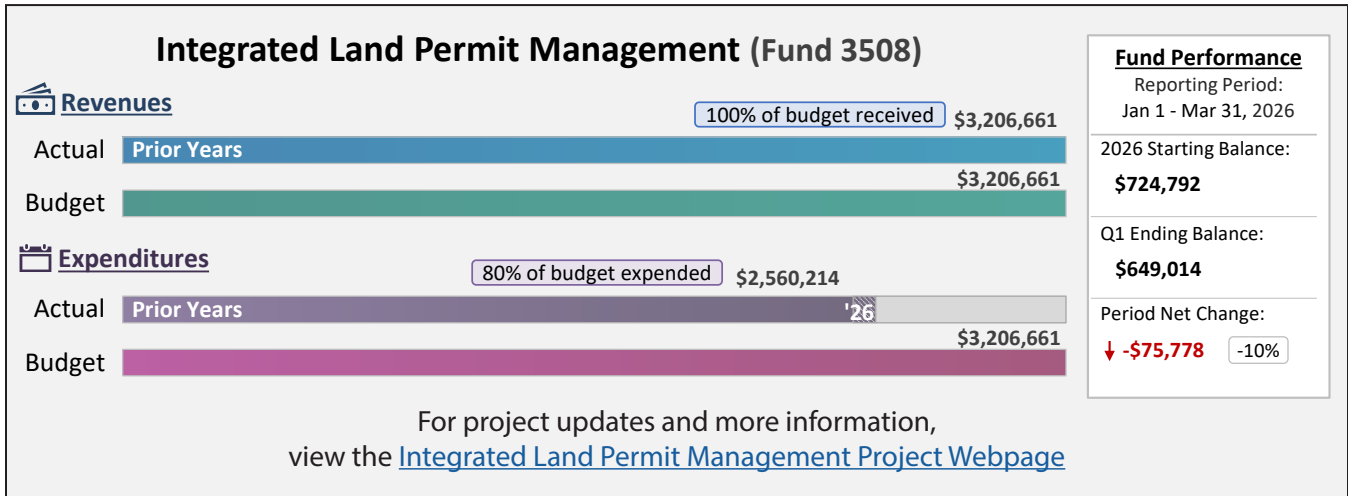 Integrated Land Permit Management (Fund 3508)
Revenues
100% of budget received $3,206,661
Actual Prior Years
$3,206,661
Budget
Expenditures
80% of budget expended $2,560,214
Actual Prior Years '26
$3,206,661
Budget
For project updates and more information,
view the Integrated Land Permit Management Project Webpage
Fund Performance
Reporting Period:
Jan 1 - Mar 31, 2026
2026 Starting Balance:
$724,792
Q1 Ending Balance:
$649,014
Period Net Change:
-$75,778 -10%